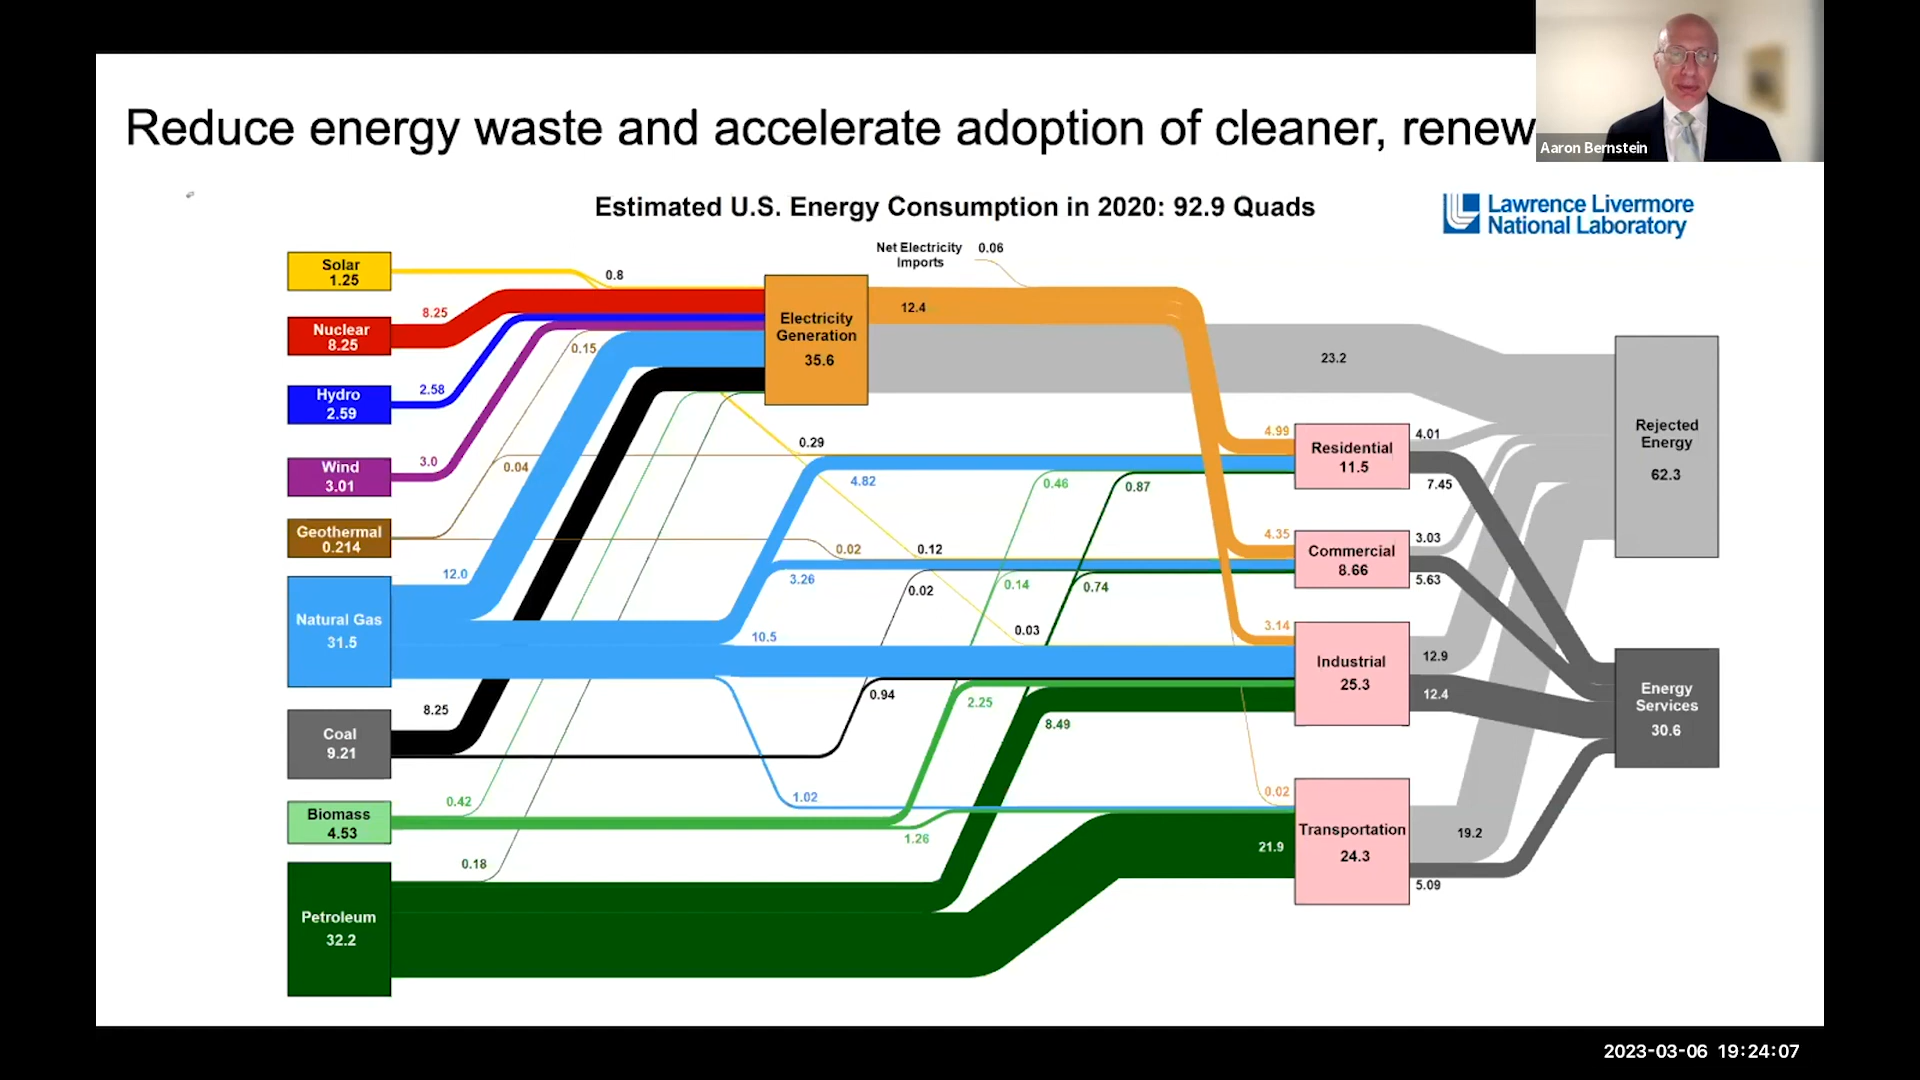 Reduce energy waste and accelerate adoption of cleaner, renew
Aaron Bernstein
Estimated U.S. Energy Consumption in 2020: 92.9 Quads
Lawrence Livermore
National Laboratory
Net Electricity
Imports
0.06
Solar
1.25
0.8
Nuclear
8.25
8.25
Hydro
2.59
2.58
Wind
3.01
3.0
Geothermal
0.214
0.15
0.04
0.02
Natural Gas
31.5
12.0
4.82
3.26
10.5
1.02
Coal
9.21
8.25
0.02
0.94
Biomass
4.53
0.42
0.46
0.14
2.25
1.26
Petroleum
32.2
0.18
0.87
0.74
8.49
21.9
0.29
0.12
0.03
Electricity
Generation
35.6
12.4
23.2
4.99
4.35
3.14
0.02
Residential
11.5
4.01
7.45
Commercial
8.66
3.03
5.63
Industrial
25.3
12.9
12.4
Transportation
24.3
19.2
5.09
Rejected
Energy
62.3
Energy
Services
30.6
2023-03-06 19:24:07